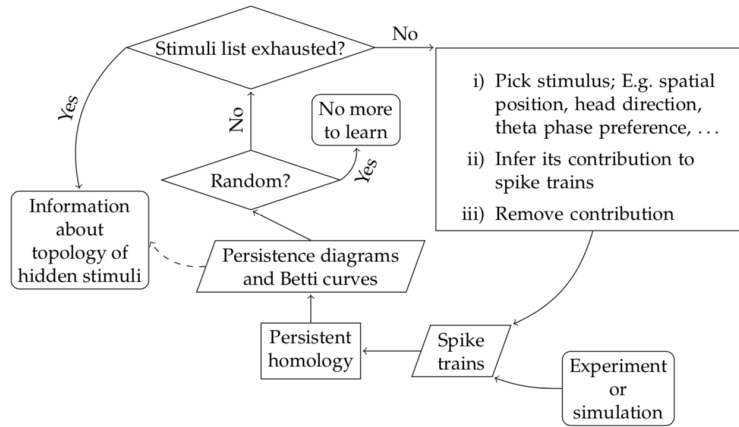 Stimuli list exhausted?
No
i) Pick stimulus; E.g. spatial
position, head direction,
theta phase preference, ...
ii) Infer its contribution to
spike trains
iii) Remove contribution
Yes
No
No more
to learn
Random?
Yes
Information
about
topology of
hidden stimuli
Persistence diagrams
and Betti curves
Persistent
homology
Spike
trains
Experiment
or
simulation